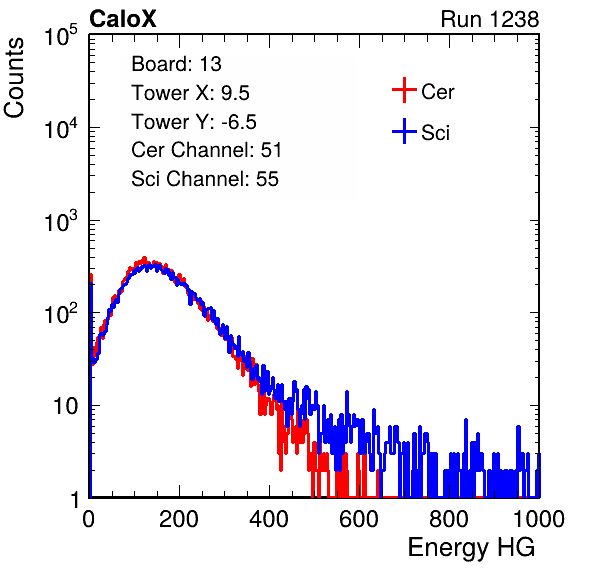 CaloX Run 1238
Counts
Board: 13
Tower X: 9.5
Tower Y: -6.5
Cer Channel: 51
Sci Channel: 55
Cer
Sci
10^5
10^4
10^3
10^2
10
1
0 200 400 600 800 1000
Energy HG